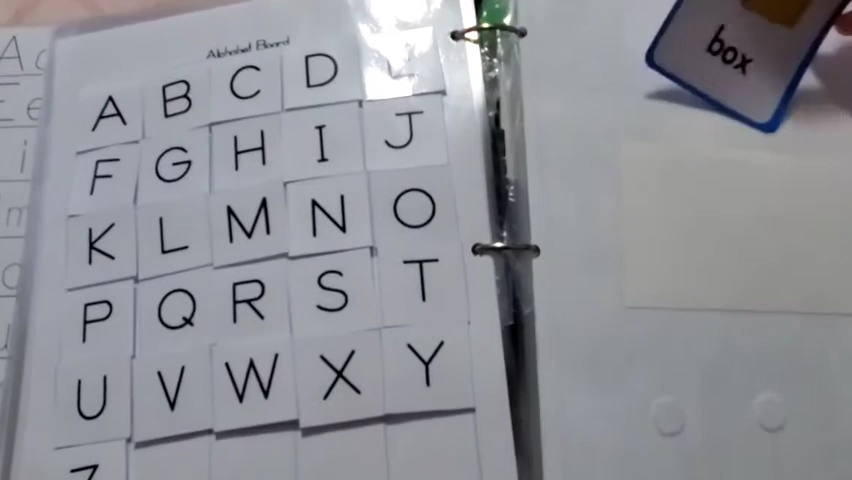 Alphabet Board
A B C D E
F G H I J
K L M N O
P Q R S T
U V W X Y
Z
box